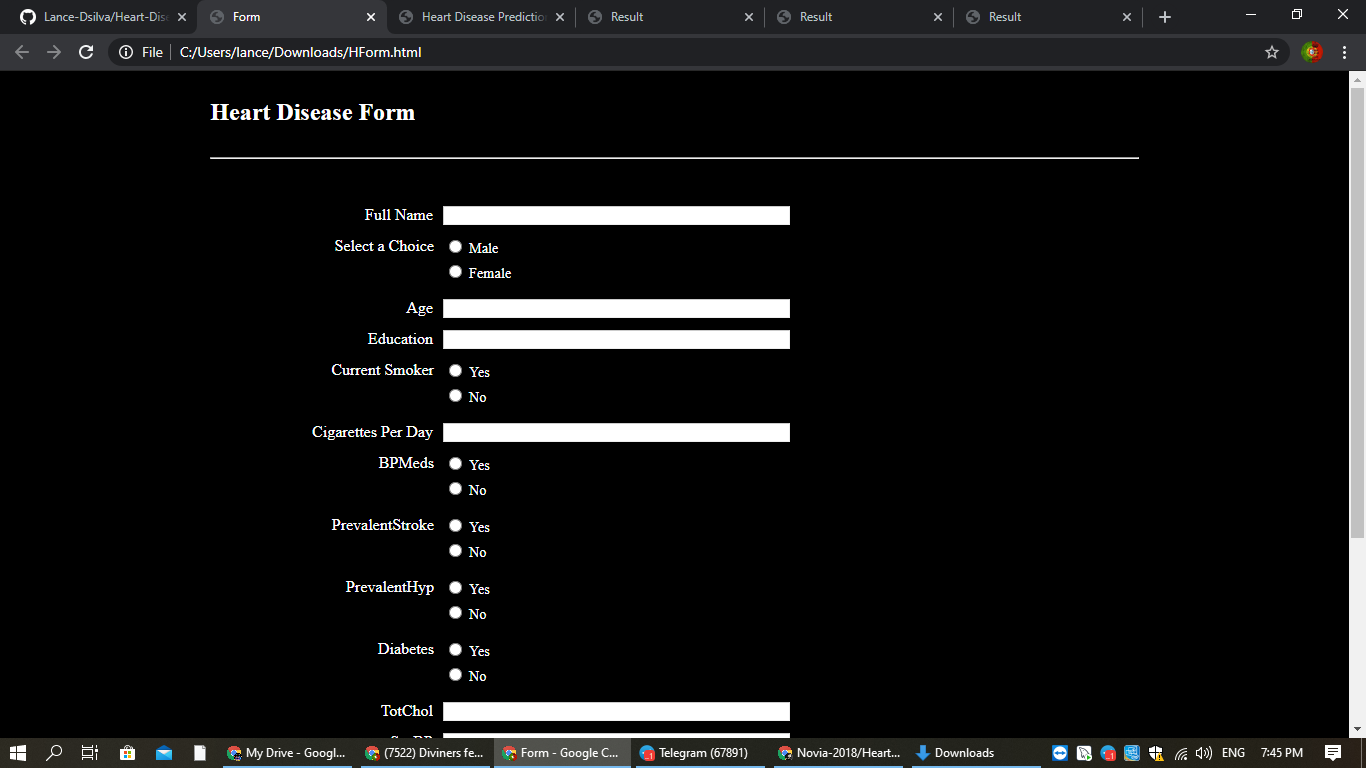 Lance-Dsilva/Heart-Dis
Form
Heart Disease Predictio
Result
Result
Result
File
C:/Users/lance/Downloads/HForm.html
Heart Disease Form
Full Name
Select a Choice
Male
Female
Age
Education
Current Smoker
Yes
No
Cigarettes Per Day
BPMeds
Yes
No
PrevalentStroke
Yes
No
PrevalentHyp
Yes
No
Diabetes
Yes
No
TotChol
My Drive - Googl...
(7522) Diviners fe...
Form - Google C...
Telegram (67891)
Novia-2018/Heart...
Downloads
ENG
7:45 PM